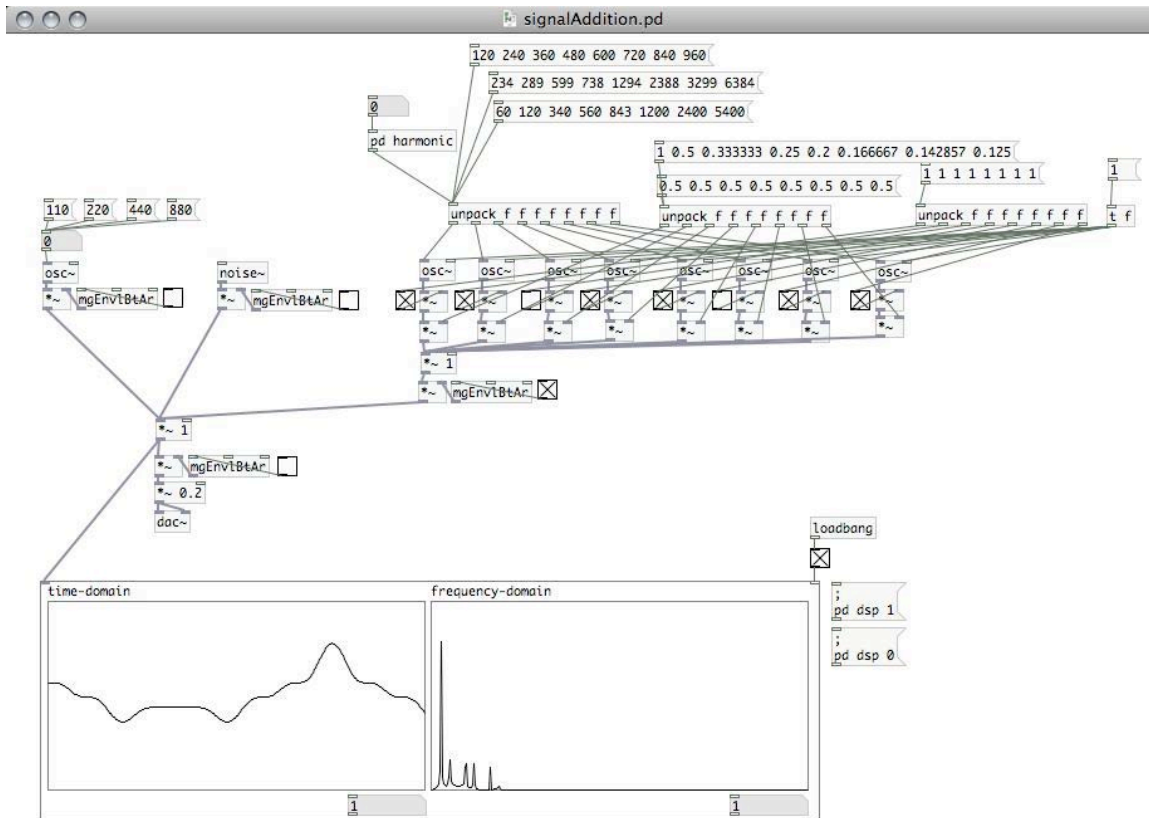 signalAddition.pd
120 240 360 480 600 720 840 960
234 289 599 738 1294 2388 3299 6384
0
60 120 340 560 843 1200 2400 5400
pd harmonic
1 0.5 0.333333 0.25 0.2 0.166667 0.142857 0.125
1
1 1 1 1 1 1 1 1
0.5 0.5 0.5 0.5 0.5 0.5 0.5 0.5
110 220 440 880
unpack f f f f f f f f
unpack f f f f f f f f
unpack f f f f f f f f
t f
0
osc~ noise~ osc~ osc~ osc~ osc~ osc~ osc~ osc~ osc~
*~ mgEnvlBtAr *~ mgEnvlBtAr *~ *~ *~ *~ *~ *~ *~ *~
*~ *~ *~ *~ *~ *~ *~ *~
*~ 1
*~ mgEnvlBtAr
*~ 1
*~ mgEnvlBtAr
*~ 0.2
dac~
loadbang
time-domain frequency-domain
;
pd dsp 1
;
pd dsp 0
1 1